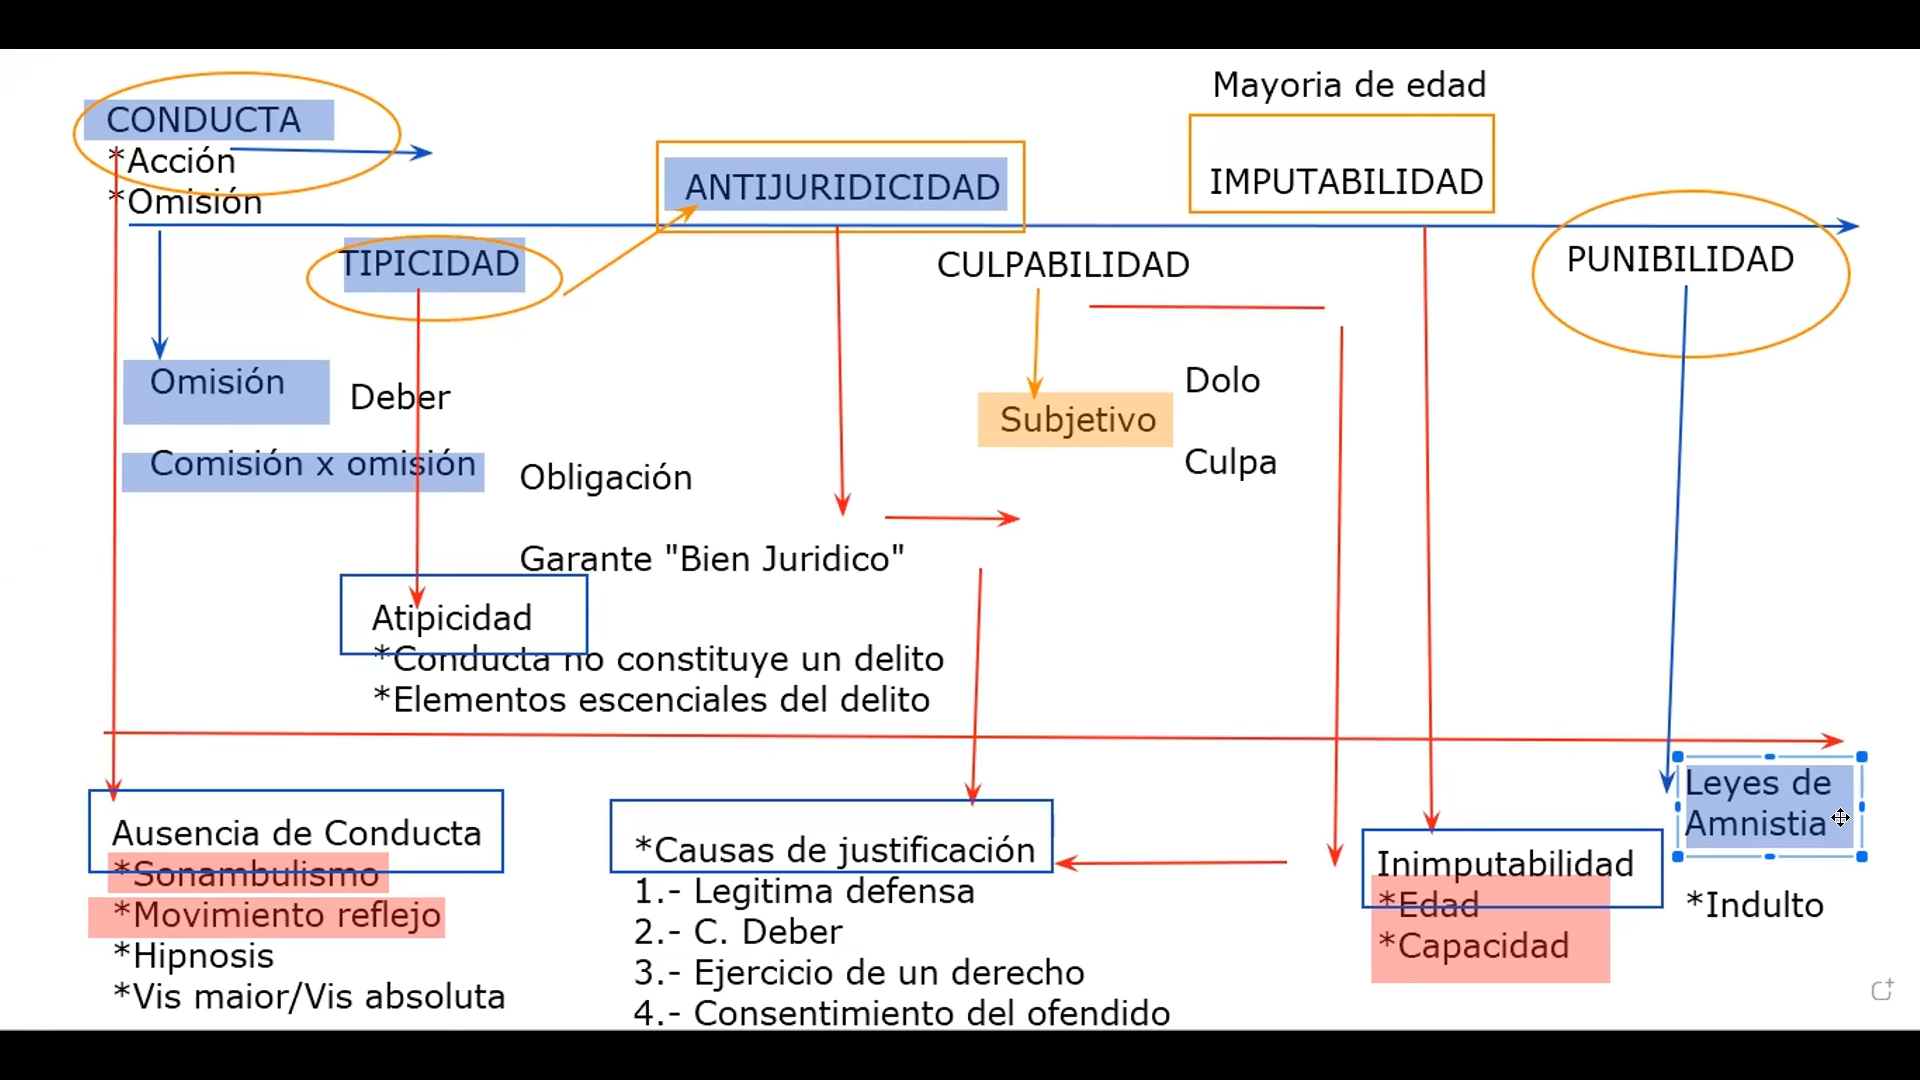 Mayoria de edad
CONDUCTA
*Acción
*Omisión
ANTIJURIDICIDAD
IMPUTABILIDAD
TIPICIDAD
CULPABILIDAD
PUNIBILIDAD
Omisión
Deber
Comisión x omisión
Obligación
Garante "Bien Juridico"
Subjetivo
Dolo
Culpa
Atipicidad
*Conducta no constituye un delito
*Elementos escenciales del delito
Ausencia de Conducta
*Sonambulismo
*Movimiento reflejo
*Hipnosis
*Vis maior/Vis absoluta
*Causas de justificación
1.- Legitima defensa
2.- C. Deber
3.- Ejercicio de un derecho
4.- Consentimiento del ofendido
Inimputabilidad
*Edad
*Capacidad
Leyes de
Amnistia
*Indulto